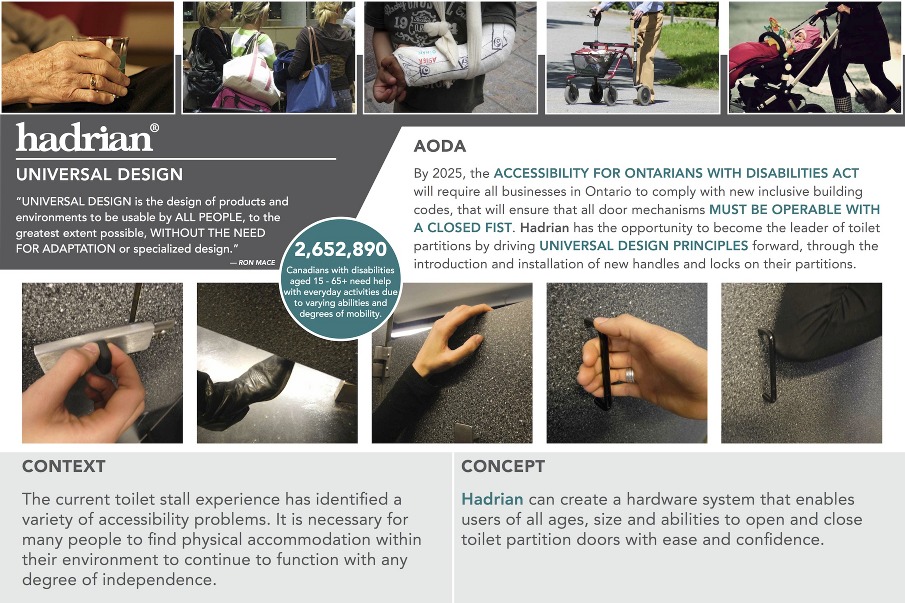 hadrian®
UNIVERSAL DESIGN
"UNIVERSAL DESIGN is the design of products and
environments to be usable by ALL PEOPLE, to the
greatest extent possible, WITHOUT THE NEED
FOR ADAPTATION or specialized design."
— RON MACE
2,652,890
Canadians with disabilities
aged 15 - 65+ need help
with everyday activities due
to varying abilities and
degrees of mobility.
AODA
By 2025, the ACCESSIBILITY FOR ONTARIANS WITH DISABILITIES ACT
will require all businesses in Ontario to comply with new inclusive building
codes, that will ensure that all door mechanisms MUST BE OPERABLE WITH
A CLOSED FIST. Hadrian has the opportunity to become the leader of toilet
partitions by driving UNIVERSAL DESIGN PRINCIPLES forward, through the
introduction and installation of new handles and locks on their partitions.
CONTEXT
The current toilet stall experience has identified a
variety of accessibility problems. It is necessary for
many people to find physical accommodation within
their environment to continue to function with any
degree of independence.
CONCEPT
Hadrian can create a hardware system that enables
users of all ages, size and abilities to open and close
toilet partition doors with ease and confidence.